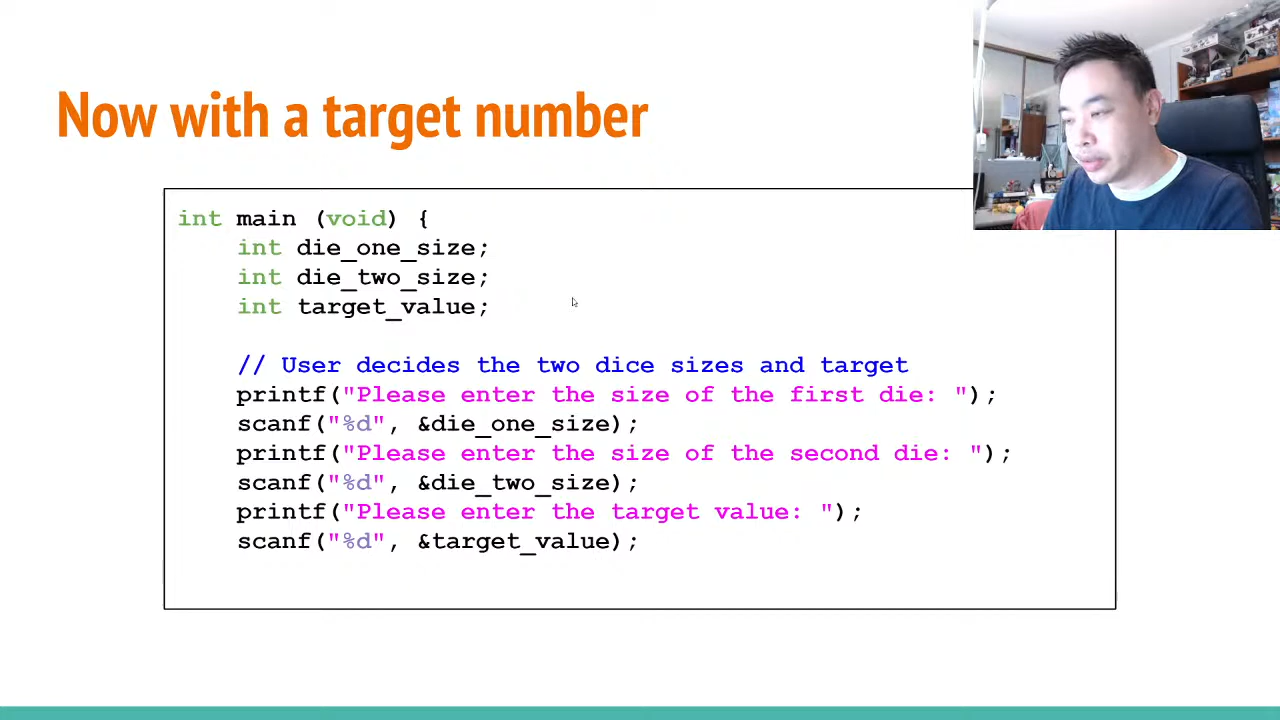 Now with a target number
int main (void) {
int die_one_size;
int die_two_size;
int target_value;
// User decides the two dice sizes and target
printf("Please enter the size of the first die: ");
scanf("%d", &die_one_size);
printf("Please enter the size of the second die: ");
scanf("%d", &die_two_size);
printf("Please enter the target value: ");
scanf("%d", &target_value);